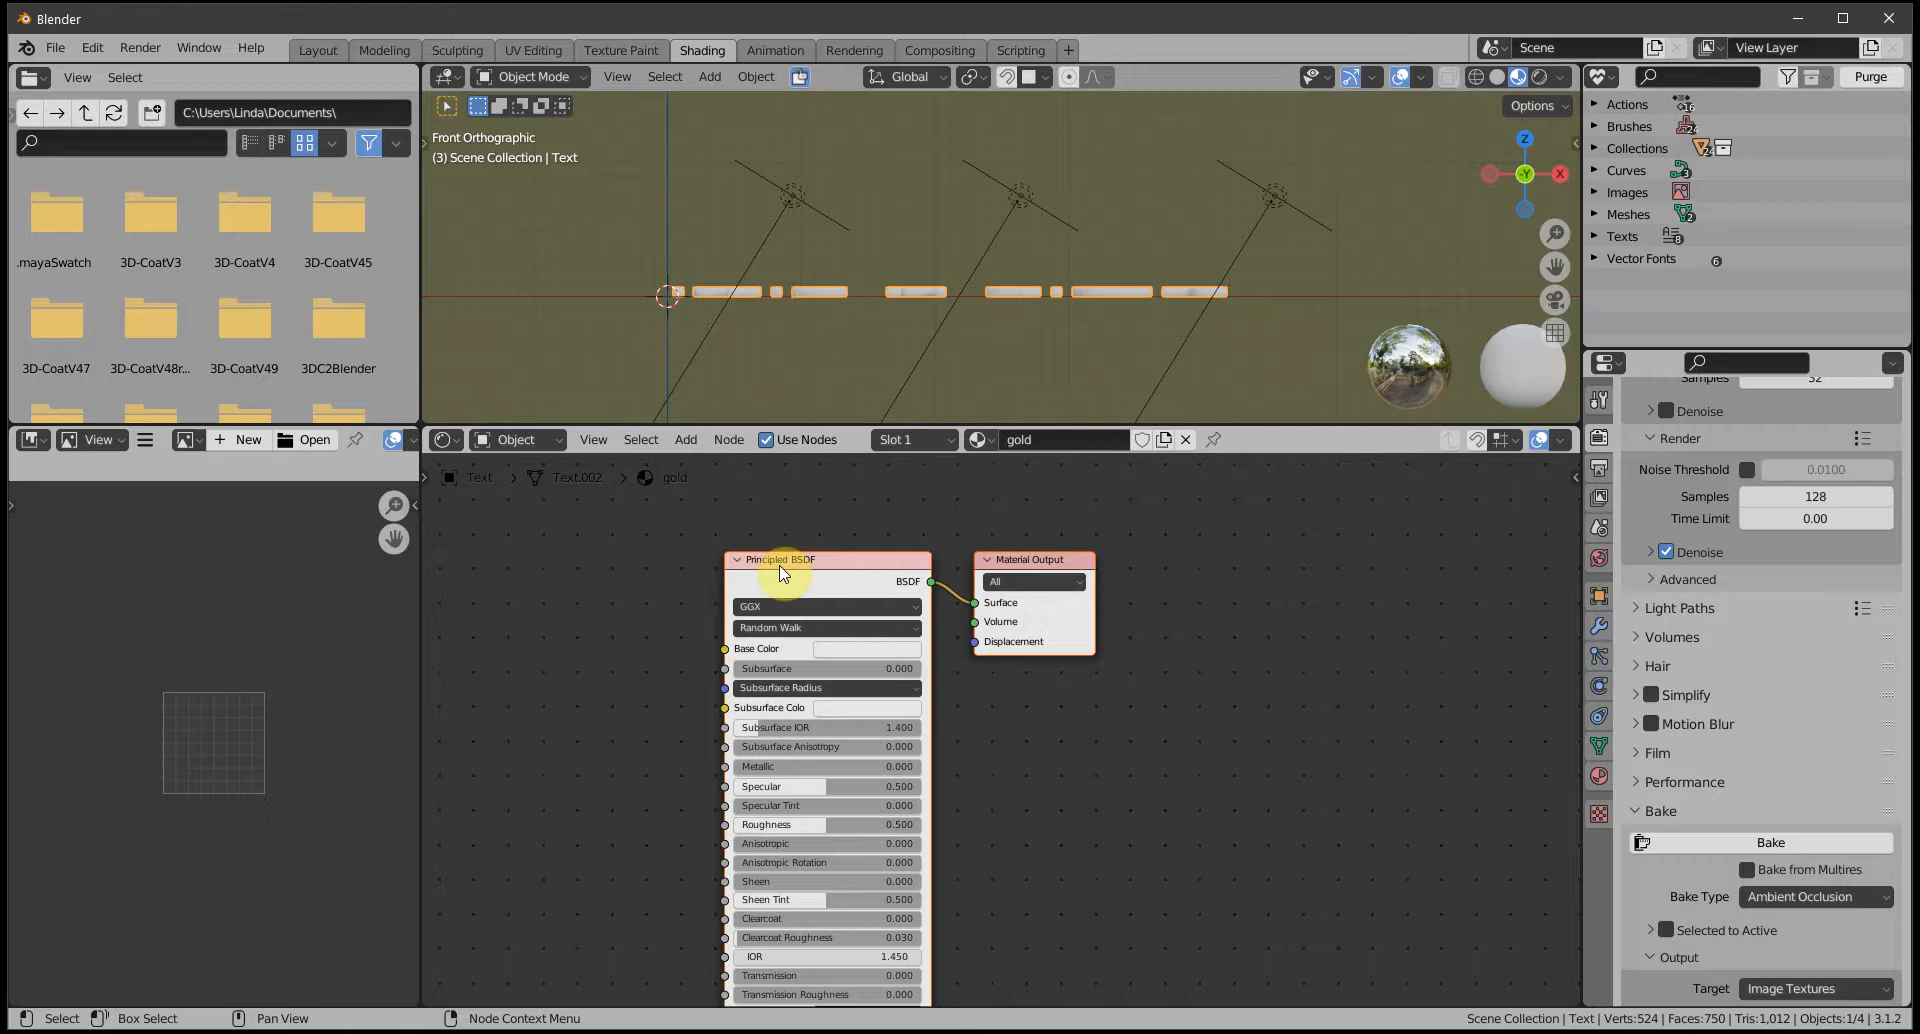 Blender
File Edit Render Window Help Layout Modeling Sculpting UV Editing Texture Paint Shading Animation Rendering Compositing Scripting + Scene View Layer
View Select
Object Mode View Select Add Object Global
Purge
C:\Users\Linda\Documents\
Options
.mayaSwatch 3D-CoatV3 3D-CoatV4 3D-CoatV45
3D-CoatV47 3D-CoatV48r... 3D-CoatV49 3DC2Blender
Front Orthographic
(3) Scene Collection | Text
Z
-Y
X
Actions 16
Brushes 24
Collections
Curves 3
Images
Meshes 2
Texts 8
Vector Fonts 6
View + New Open
Object View Select Add Node Use Nodes Slot 1 gold
Text > Text.002 > gold
Principled BSDF
BSDF
GGX
Random Walk
Base Color
Subsurface 0.000
Subsurface Radius
Subsurface Colo
Subsurface IOR 1.400
Subsurface Anisotropy 0.000
Metallic 0.000
Specular 0.500
Specular Tint 0.000
Roughness 0.500
Anisotropic 0.000
Anisotropic Rotation 0.000
Sheen 0.000
Sheen Tint 0.500
Clearcoat 0.000
Clearcoat Roughness 0.030
IOR 1.450
Transmission 0.000
Transmission Roughness 0.000
Material Output
All
Surface
Volume
Displacement
Samples 32
Denoise
Render
Noise Threshold 0.0100
Samples 128
Time Limit 0.00
Denoise
Advanced
Light Paths
Volumes
Hair
Simplify
Motion Blur
Film
Performance
Bake
Bake
Bake from Multires
Bake Type Ambient Occlusion
Selected to Active
Output
Target Image Textures
Select Box Select Pan View Node Context Menu Scene Collection | Text | Verts:524 | Faces:750 | Tris:1,012 | Objects:1/4 | 3.1.2